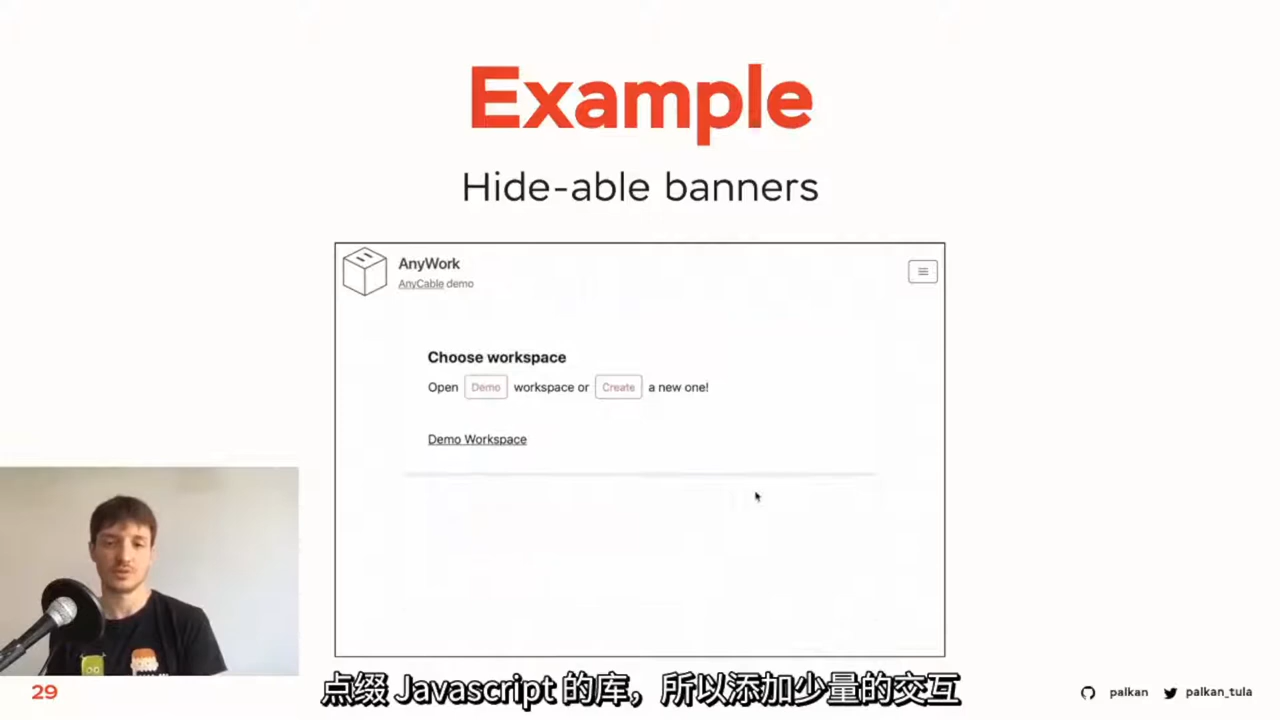 Example
Hide-able banners
AnyWork
AnyCable demo
Choose workspace
Open Demo workspace or Create a new one!
Demo Workspace
点缀 Javascript 的库，所以添加少量的交互
29
palkan
palkan_tula